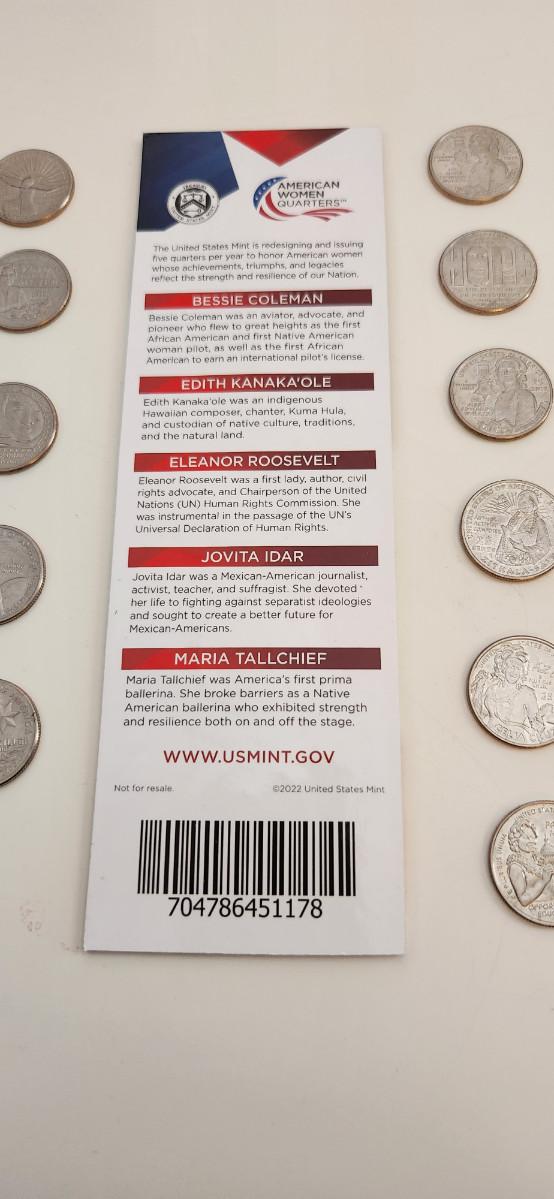 AMERICAN
WOMEN
QUARTERS™
The United States Mint is redesigning and issuing
five quarters per year to honor American women
whose achievements, triumphs, and legacies
reflect the strength and resilience of our Nation.
BESSIE COLEMAN
Bessie Coleman was an aviator, advocate, and
pioneer who flew to great heights as the first
African American and first Native American
woman pilot, as well as the first African
American to earn an international pilot's license.
EDITH KANAKA'OLE
Edith Kanaka'ole was an indigenous
Hawaiian composer, chanter, Kuma Hula,
and custodian of native culture, traditions,
and the natural land.
ELEANOR ROOSEVELT
Eleanor Roosevelt was a first lady, author, civil
rights advocate, and Chairperson of the United
Nations (UN) Human Rights Commission. She
was instrumental in the passage of the UN's
Universal Declaration of Human Rights.
JOVITA IDAR
Jovita Idar was a Mexican-American journalist,
activist, teacher, and suffragist. She devoted
her life to fighting against separatist ideologies
and sought to create a better future for
Mexican-Americans.
MARIA TALLCHIEF
Maria Tallchief was America's first prima
ballerina. She broke barriers as a Native
American ballerina who exhibited strength
and resilience both on and off the stage.
WWW.USMINT.GOV
Not for resale. ©2022 United States Mint
704786451178